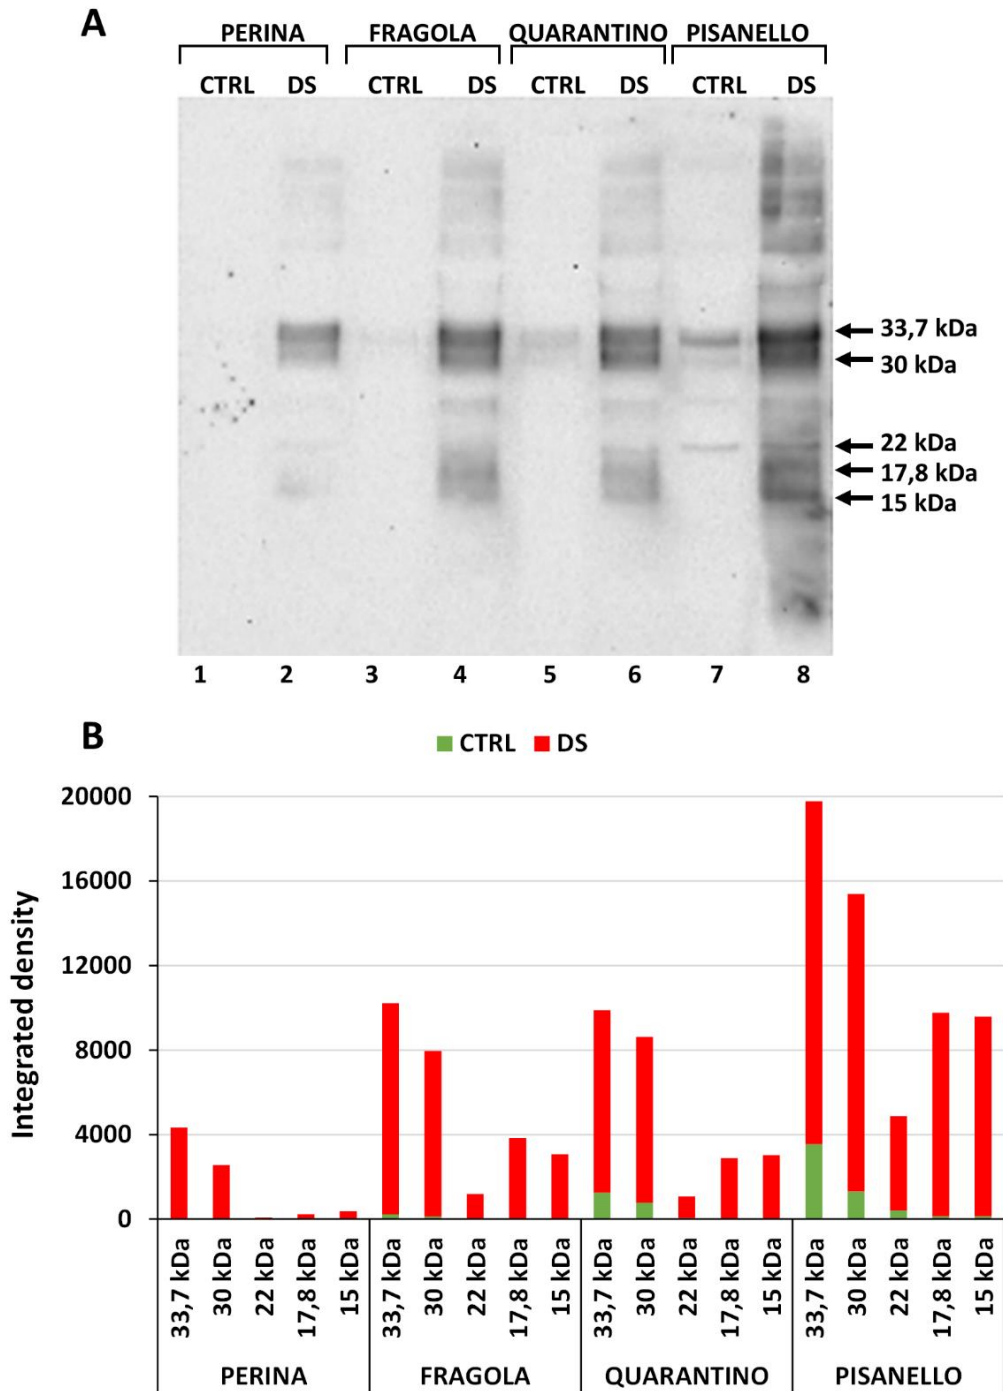 A
PERINA FRAGOLA QUARANTINO PISANELLO
CTRL DS CTRL DS CTRL DS CTRL DS
33,7 kDa
30 kDa
22 kDa
17,8 kDa
15 kDa
1 2 3 4 5 6 7 8
B
CTRL DS
Integrated density
20000
16000
12000
8000
4000
0
33,7 kDa 30 kDa 22 kDa 17,8 kDa 15 kDa 33,7 kDa 30 kDa 22 kDa 17,8 kDa 15 kDa 33,7 kDa 30 kDa 22 kDa 17,8 kDa 15 kDa 33,7 kDa 30 kDa 22 kDa 17,8 kDa 15 kDa
PERINA FRAGOLA QUARANTINO PISANELLO